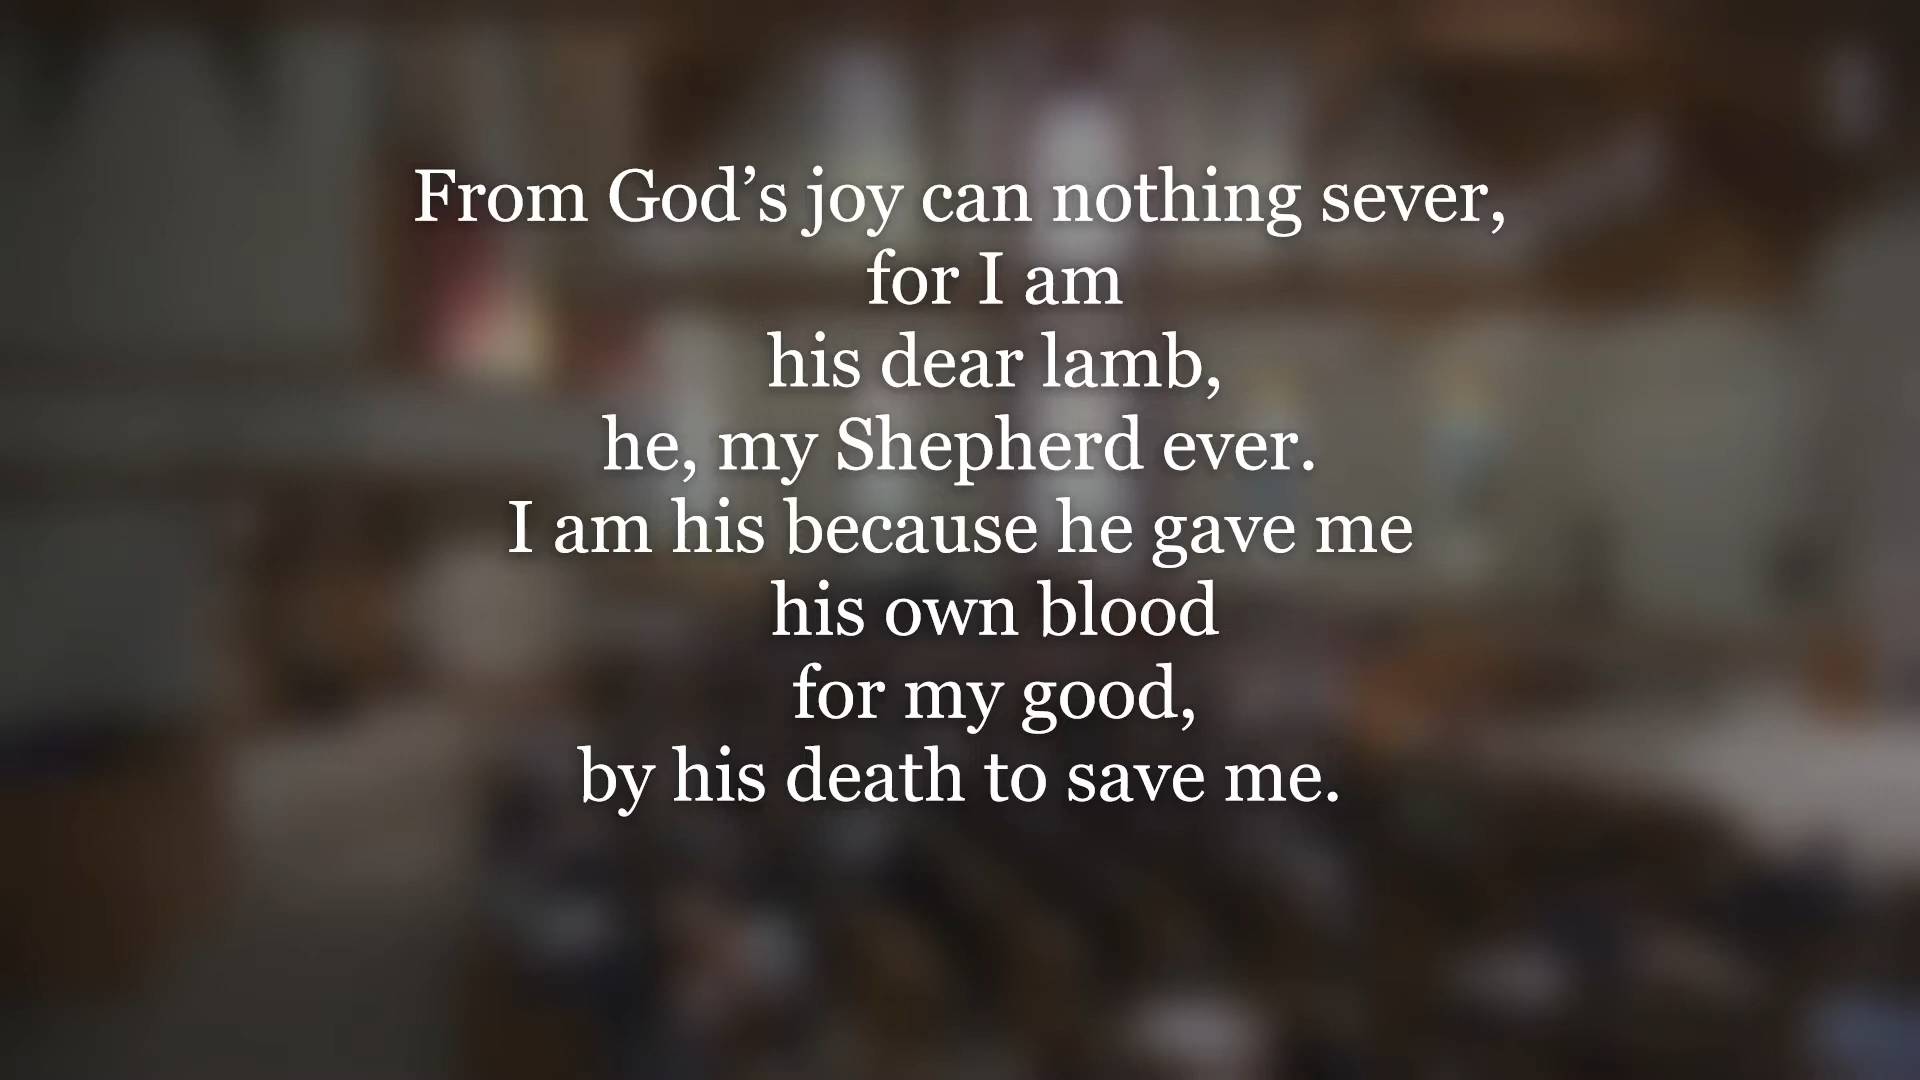 From God’s joy can nothing sever,
for I am
his dear lamb,
he, my Shepherd ever.
I am his because he gave me
his own blood
for my good,
by his death to save me.